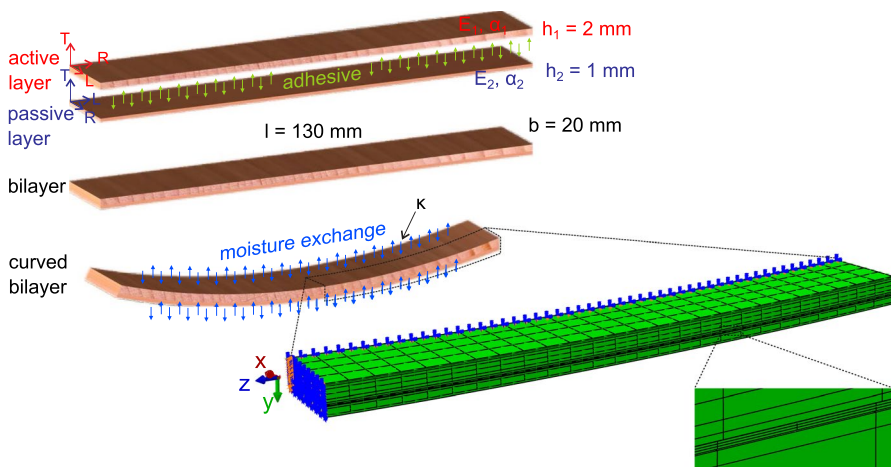 T
R
L
active
layer
E α₁
h₁ = 2 mm
adhesive
T
L
R
passive
layer
E₂, α₂
h₂ = 1 mm
l = 130 mm
b = 20 mm
bilayer
κ
moisture exchange
curved
bilayer
x
z
y